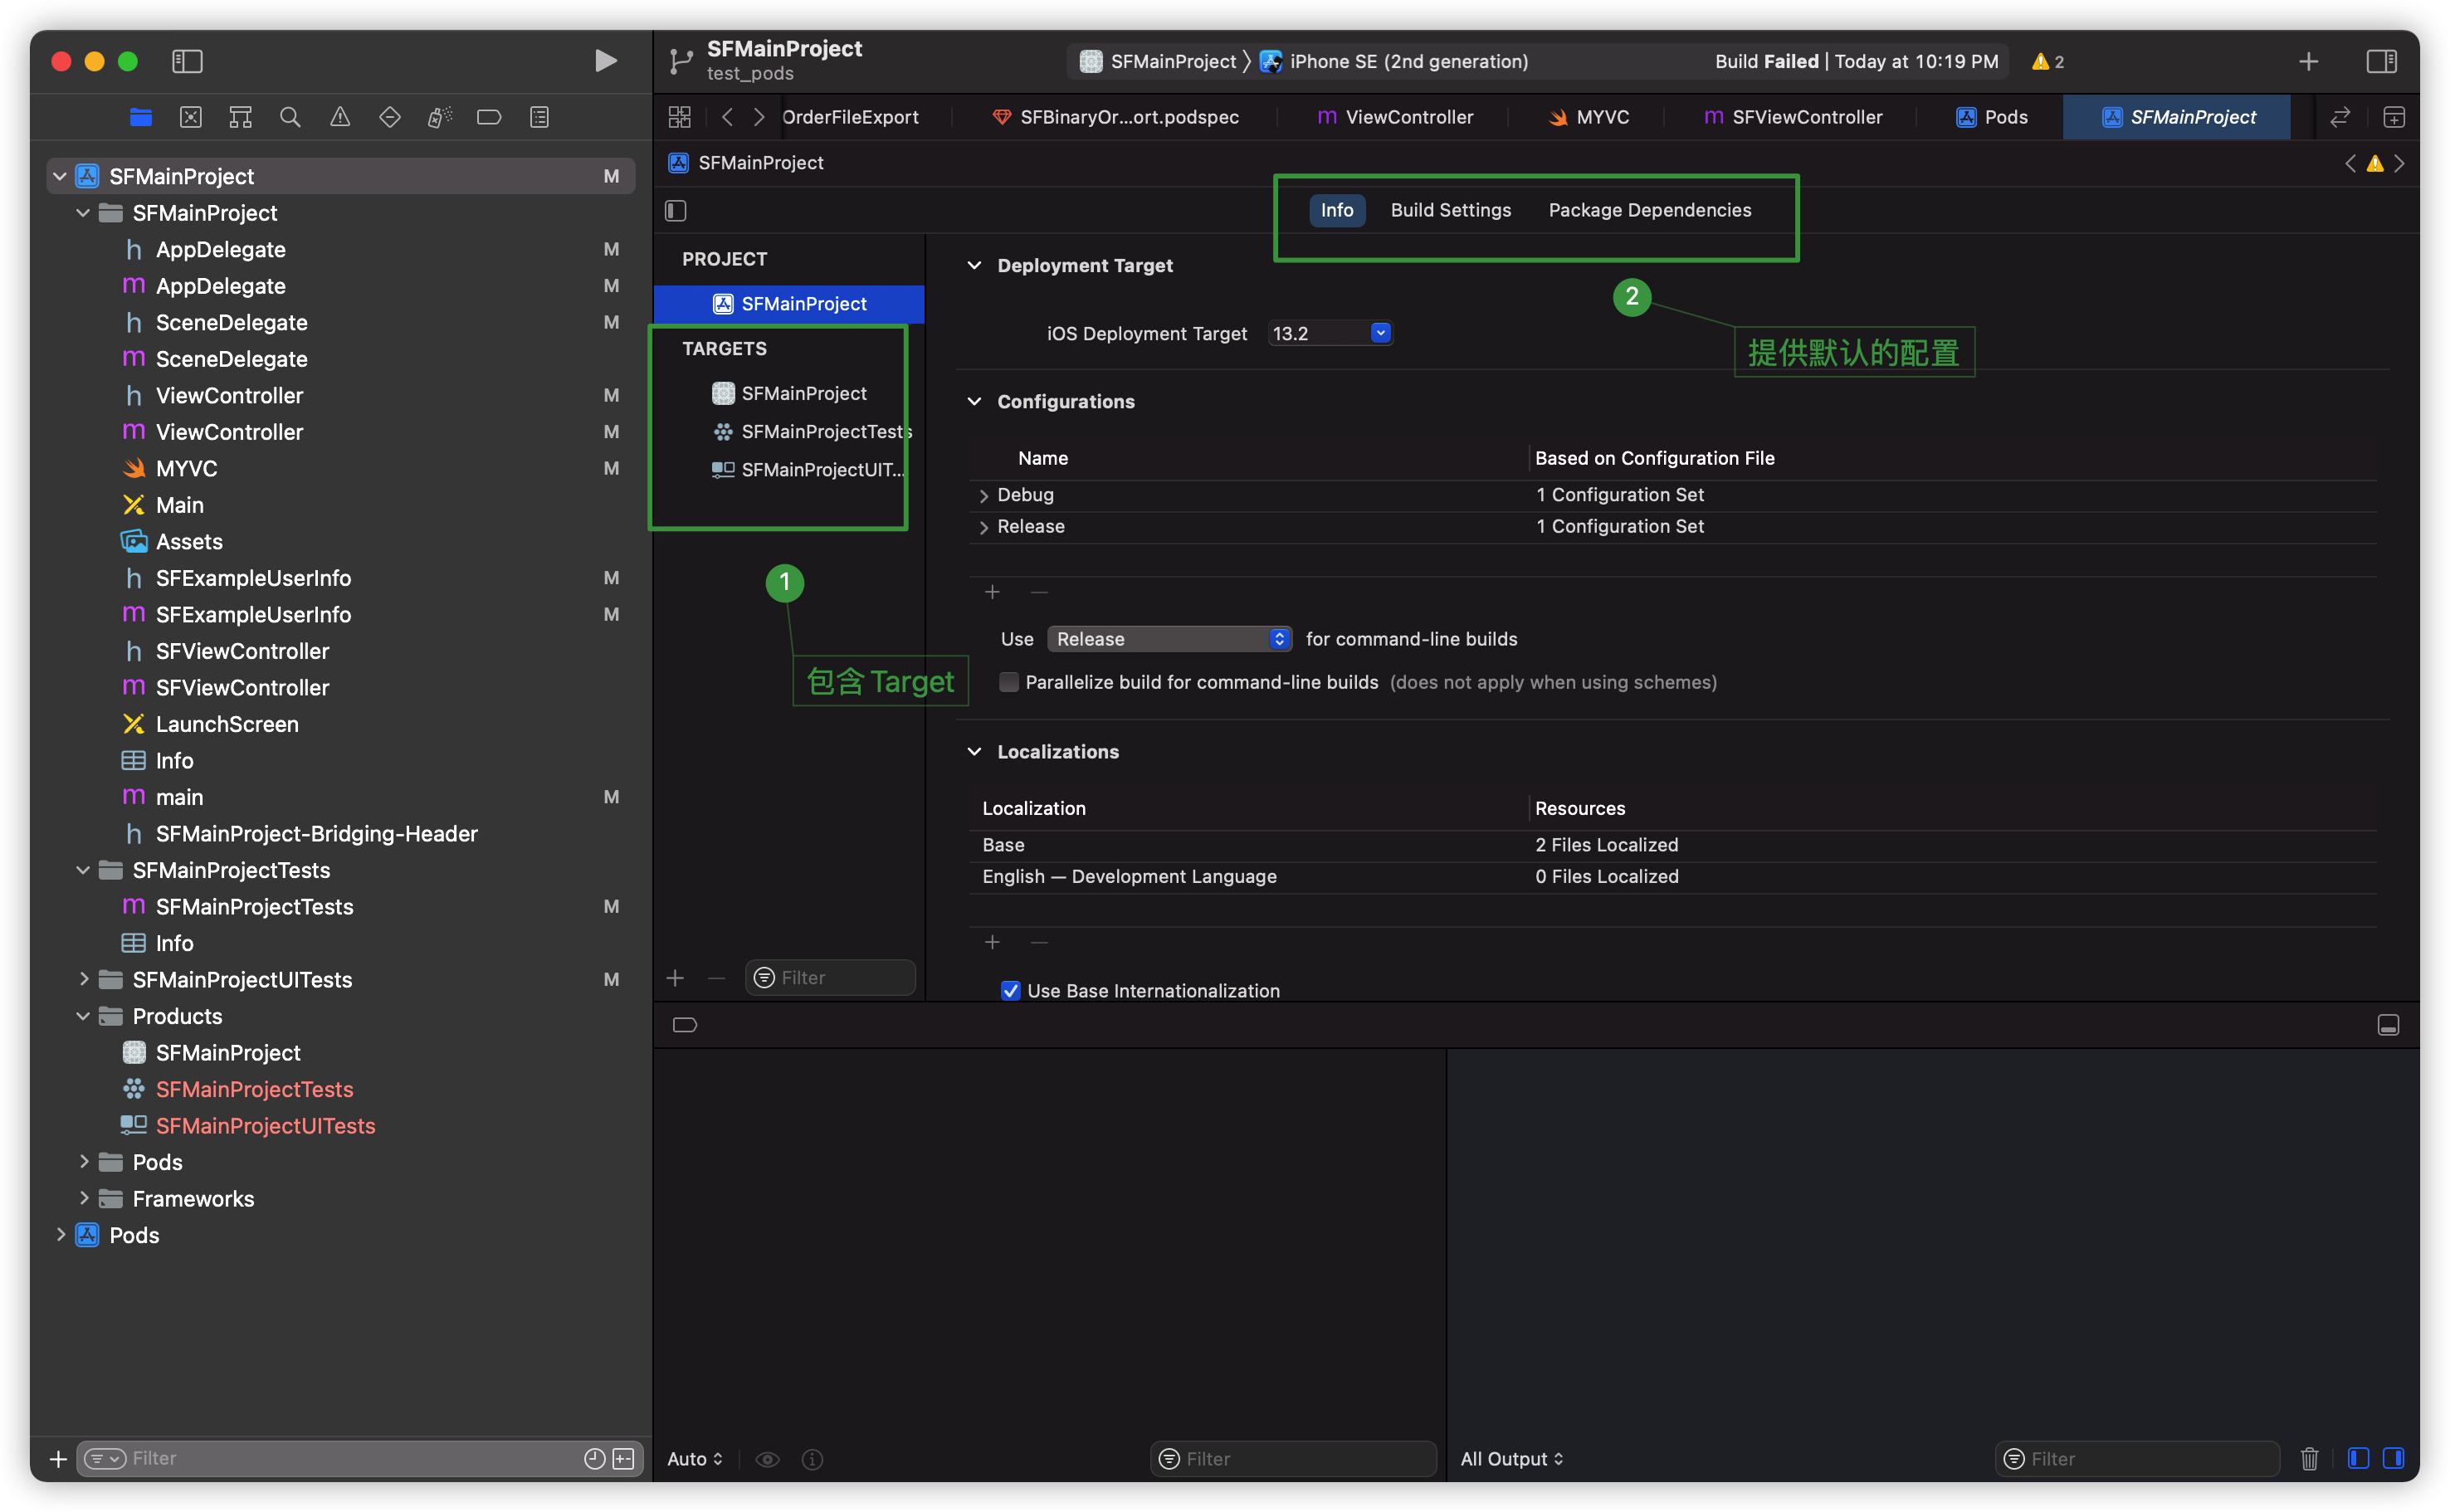 SFMainProject
test_pods
SFMainProject 〉 iPhone SE (2nd generation)
Build Failed | Today at 10:19 PM
2
OrderFileExport
SFBinaryOr...ort.podspec
ViewController
MYVC
SFViewController
Pods
SFMainProject
SFMainProject M
SFMainProject
h AppDelegate M
m AppDelegate M
h SceneDelegate M
m SceneDelegate
h ViewController M
m ViewController M
MYVC M
Main
Assets
h SFExampleUserInfo M
m SFExampleUserInfo M
h SFViewController
m SFViewController
LaunchScreen
Info
m main M
h SFMainProject-Bridging-Header
SFMainProjectTests
m SFMainProjectTests M
Info
SFMainProjectUITests M
Products
SFMainProject
SFMainProjectTests
SFMainProjectUITests
Pods
Frameworks
Pods
Filter
SFMainProject
Info Build Settings Package Dependencies
PROJECT
SFMainProject
TARGETS
SFMainProject
SFMainProjectTests
SFMainProjectUIT...
1
包含 Target
Filter
2
提供默认的配置
Deployment Target
iOS Deployment Target 13.2
Configurations
Name Based on Configuration File
Debug 1 Configuration Set
Release 1 Configuration Set
Use Release for command-line builds
Parallelize build for command-line builds (does not apply when using schemes)
Localizations
Localization Resources
Base 2 Files Localized
English — Development Language 0 Files Localized
Use Base Internationalization
Auto
Filter
All Output
Filter